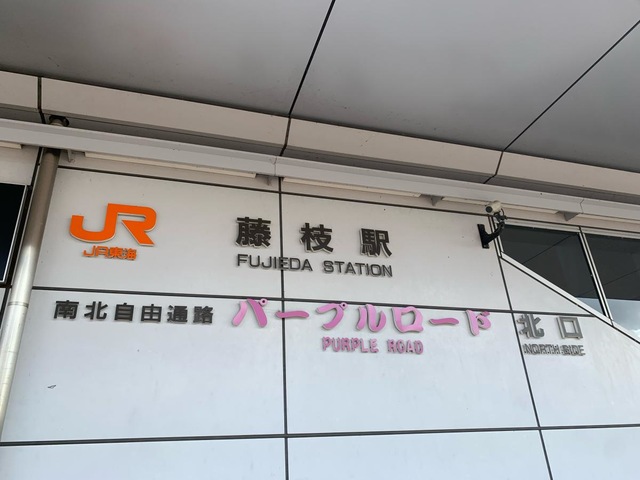 JR
JR東海
藤枝駅
FUJIEDA STATION
南北自由通路 パープルロード 北口
PURPLE ROAD NORTH SIDE